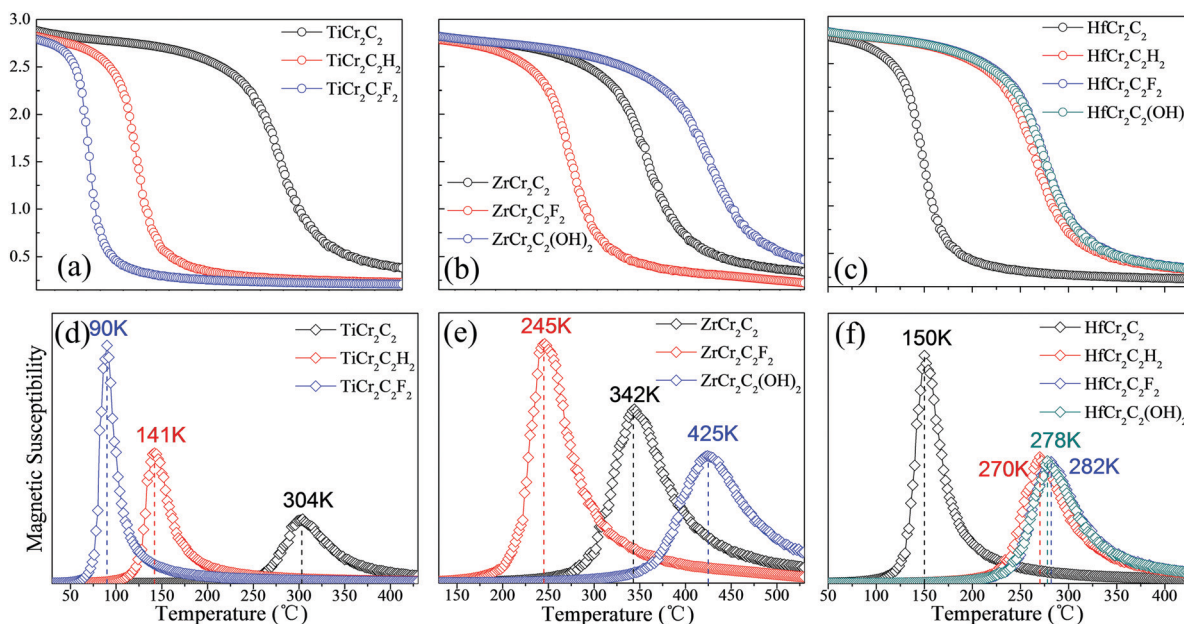 3.0
2.5
2.0
1.5
1.0
0.5
TiCr₂C₂
TiCr₂C₂H₂
TiCr₂C₂F₂
(a)
ZrCr₂C₂
ZrCr₂C₂F₂
ZrCr₂C₂(OH)₂
(b)
HfCr₂C₂
HfCr₂C₂H₂
HfCr₂C₂F₂
HfCr₂C₂(OH)
(c)
Magnetic Susceptibility
(d)
90K
141K
304K
TiCr₂C₂
TiCr₂C₂H₂
TiCr₂C₂F₂
50 100 150 200 250 300 350 400
Temperature (℃)
(e)
245K
342K
425K
ZrCr₂C₂
ZrCr₂C₂F₂
ZrCr₂C₂(OH)₂
150 200 250 300 350 400 450 500
Temperature (℃)
(f)
150K
270K
278K
282K
HfCr₂C₂
HfCr₂C₂H₂
HfCr₂C₂F₂
HfCr₂C₂(OH)₂
50 100 150 200 250 300 350 400
Temperature (℃)